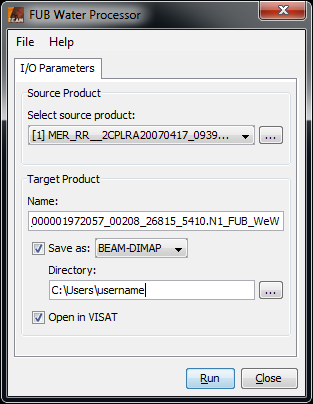 BEAM
FUB Water Processor
File Help
I/O Parameters
Source Product
Select source product:
[1] MER_RR__2CPLRA20070417_0939...
...
Target Product
Name:
000001972057_00208_26815_5410.N1_FUB_WeW
Save as: BEAM-DIMAP
Directory:
C:\Users\username
...
Open in VISAT
Run Close